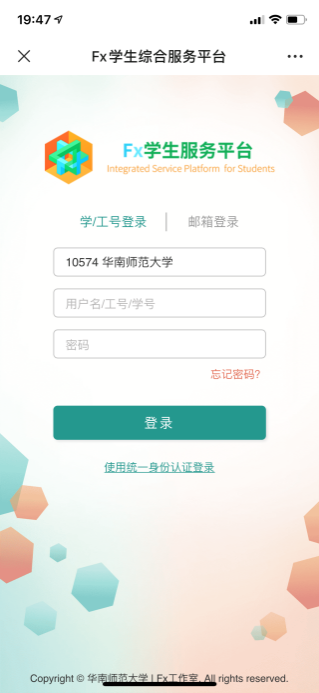 19:47
Fx学生综合服务平台
Fx学生服务平台
Integrated Service Platform for Students
学/工号登录
邮箱登录
10574 华南师范大学
用户名/工号/学号
密码
忘记密码?
登录
使用统一身份认证登录
Copyright © 华南师范大学 | Fx工作室. All rights reserved.